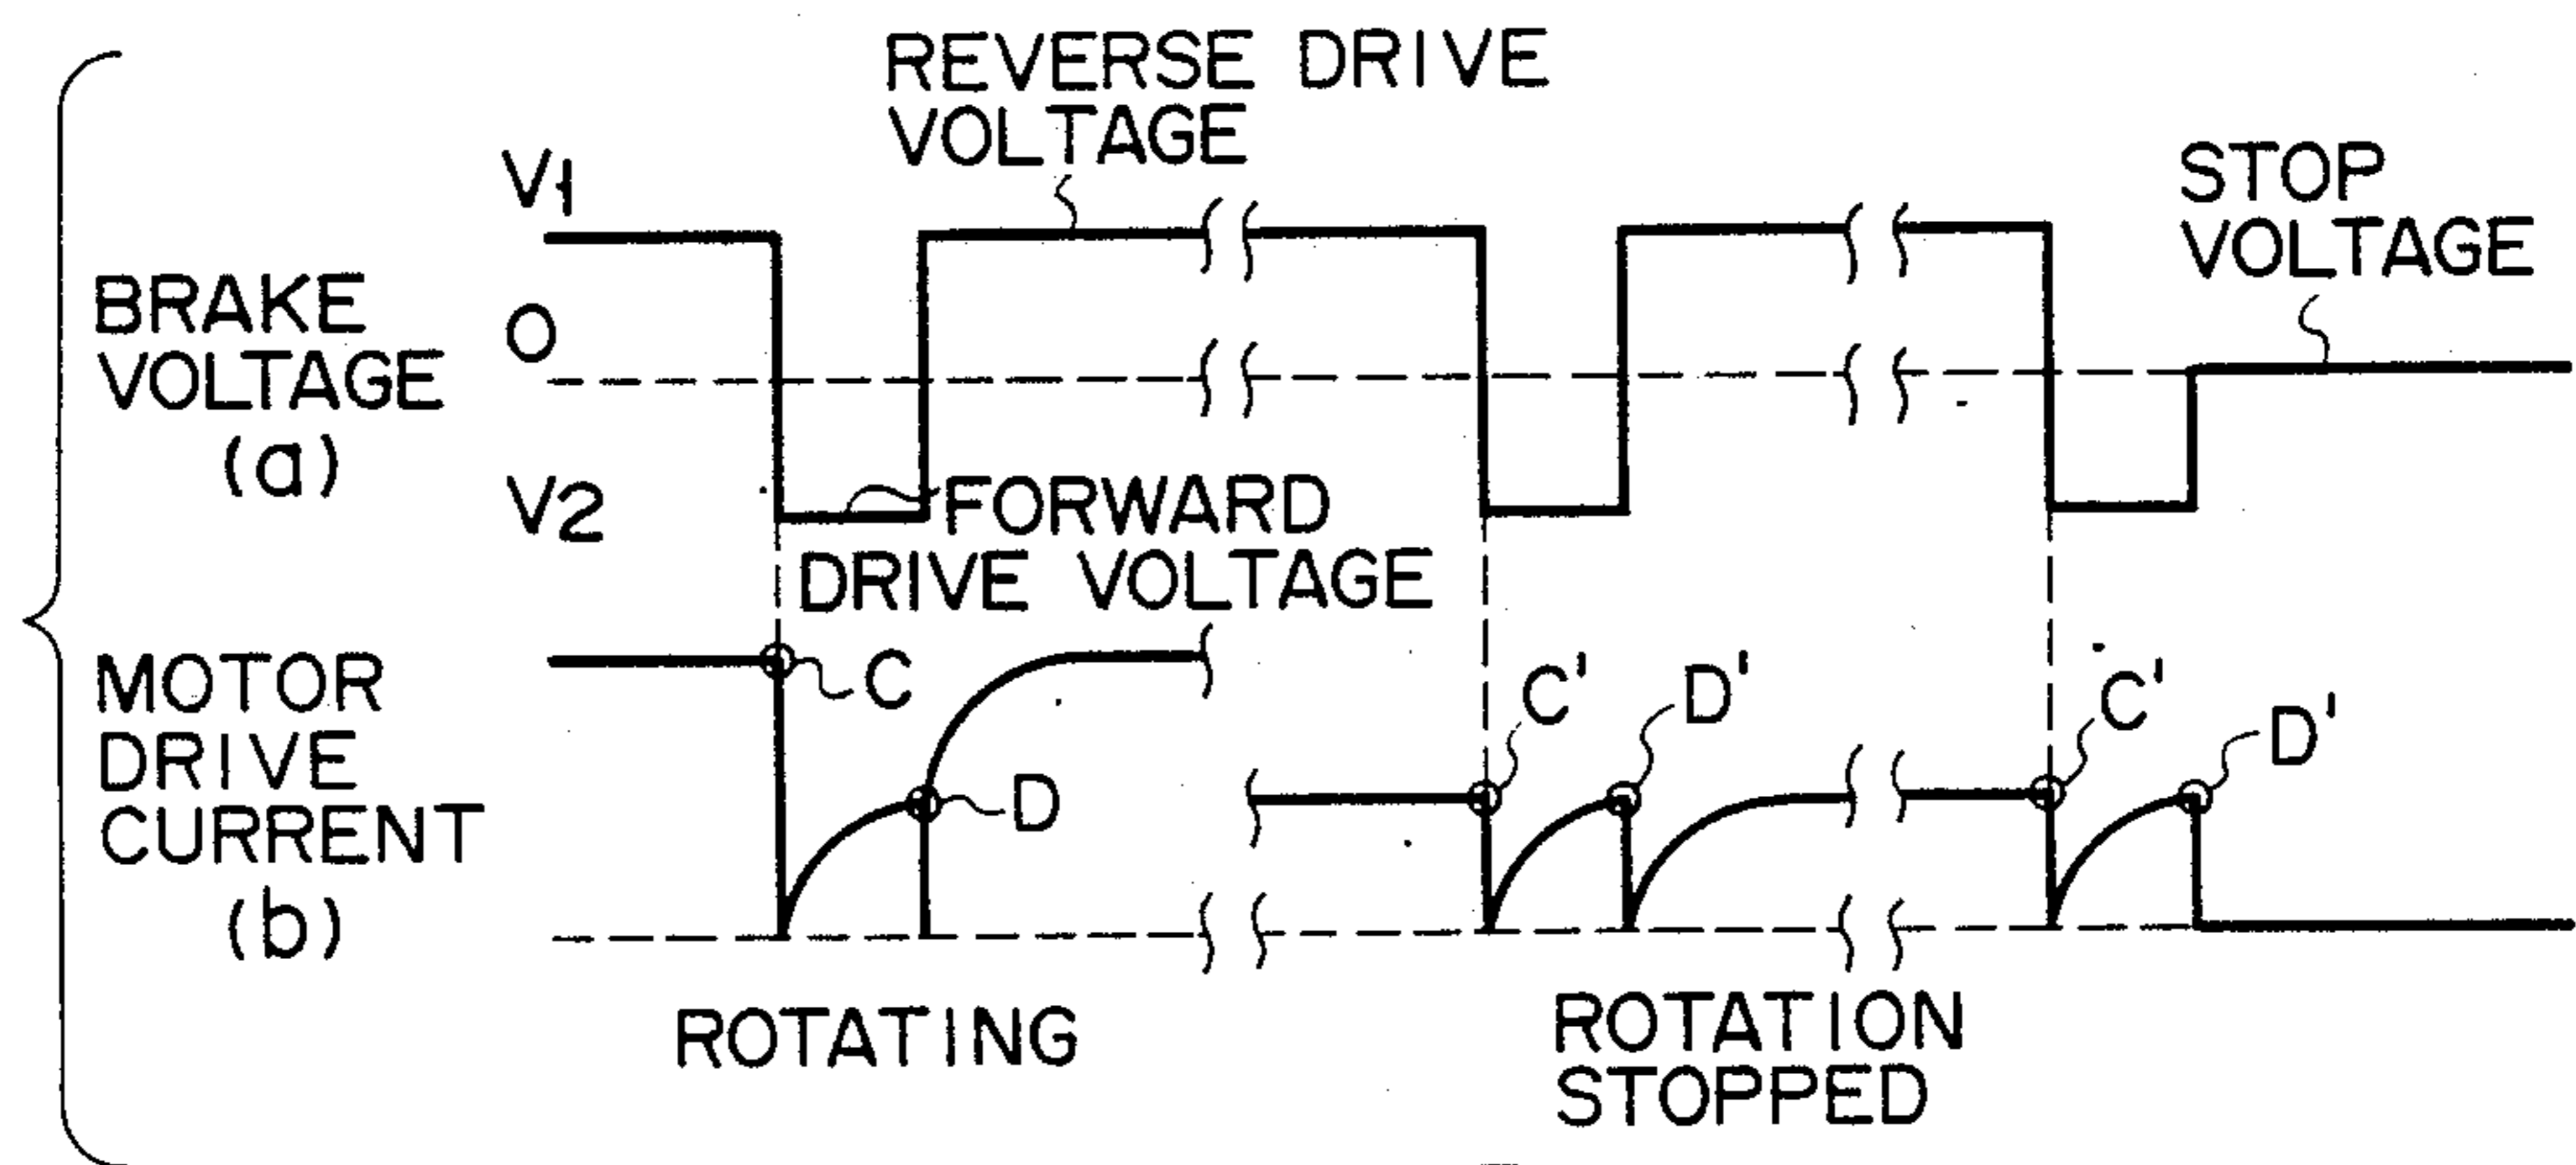 REVERSE DRIVE
VOLTAGE
STOP
VOLTAGE
V1
BRAKE
VOLTAGE
(a)
O
V2
FORWARD
DRIVE VOLTAGE
MOTOR
DRIVE
CURRENT
(b)
C
D
C'
D'
C'
D'
ROTATING
ROTATION
STOPPED